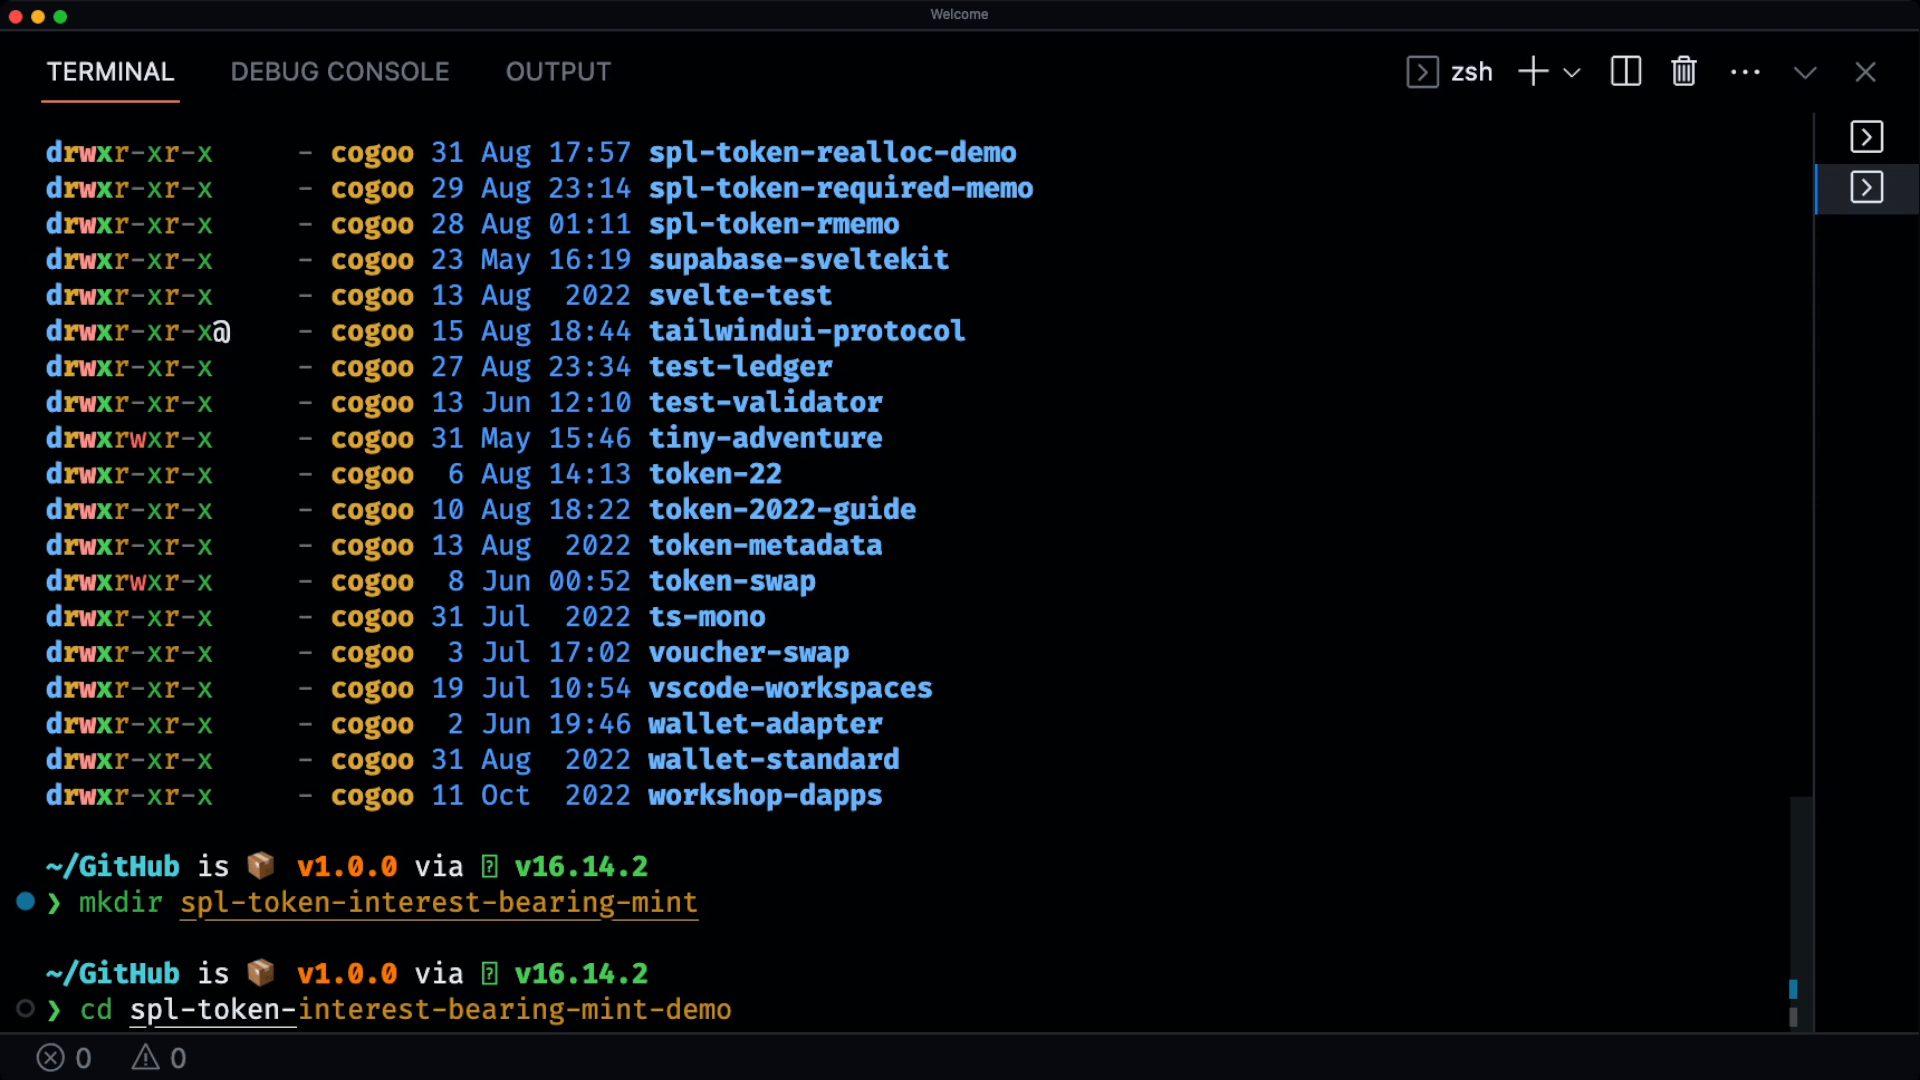 Welcome
TERMINAL DEBUG CONSOLE OUTPUT zsh
drwxr-xr-x - cogoo 31 Aug 17:57 spl-token-realloc-demo
drwxr-xr-x - cogoo 29 Aug 23:14 spl-token-required-memo
drwxr-xr-x - cogoo 28 Aug 01:11 spl-token-rmemo
drwxr-xr-x - cogoo 23 May 16:19 supabase-sveltekit
drwxr-xr-x - cogoo 13 Aug 2022 svelte-test
drwxr-xr-x@ - cogoo 15 Aug 18:44 tailwindui-protocol
drwxr-xr-x - cogoo 27 Aug 23:34 test-ledger
drwxr-xr-x - cogoo 13 Jun 12:10 test-validator
drwxrwxr-x - cogoo 31 May 15:46 tiny-adventure
drwxr-xr-x - cogoo 6 Aug 14:13 token-22
drwxr-xr-x - cogoo 10 Aug 18:22 token-2022-guide
drwxr-xr-x - cogoo 13 Aug 2022 token-metadata
drwxrwxr-x - cogoo 8 Jun 00:52 token-swap
drwxr-xr-x - cogoo 31 Jul 2022 ts-mono
drwxr-xr-x - cogoo 3 Jul 17:02 voucher-swap
drwxr-xr-x - cogoo 19 Jul 10:54 vscode-workspaces
drwxr-xr-x - cogoo 2 Jun 19:46 wallet-adapter
drwxr-xr-x - cogoo 31 Aug 2022 wallet-standard
drwxr-xr-x - cogoo 11 Oct 2022 workshop-dapps
~/GitHub is 📦 v1.0.0 via ⍰ v16.14.2
❯ mkdir spl-token-interest-bearing-mint
~/GitHub is 📦 v1.0.0 via ⍰ v16.14.2
❯ cd spl-token-interest-bearing-mint-demo
0 0